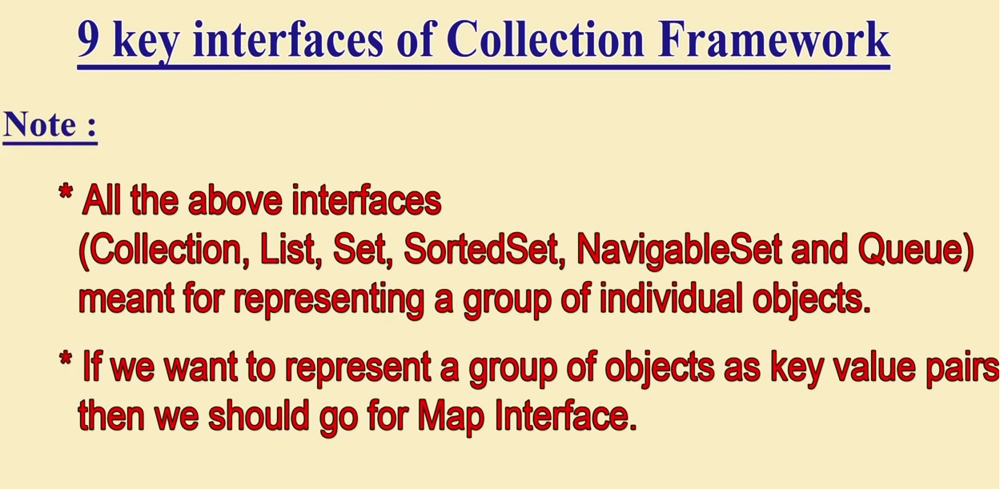 9 key interfaces of Collection Framework
Note :
* All the above interfaces
(Collection, List, Set, SortedSet, NavigableSet and Queue)
meant for representing a group of individual objects.
* If we want to represent a group of objects as key value pairs
then we should go for Map Interface.